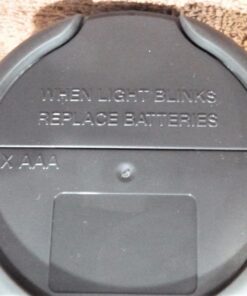 WHEN LIGHT BLINKS
REPLACE BATTERIES
X AAA